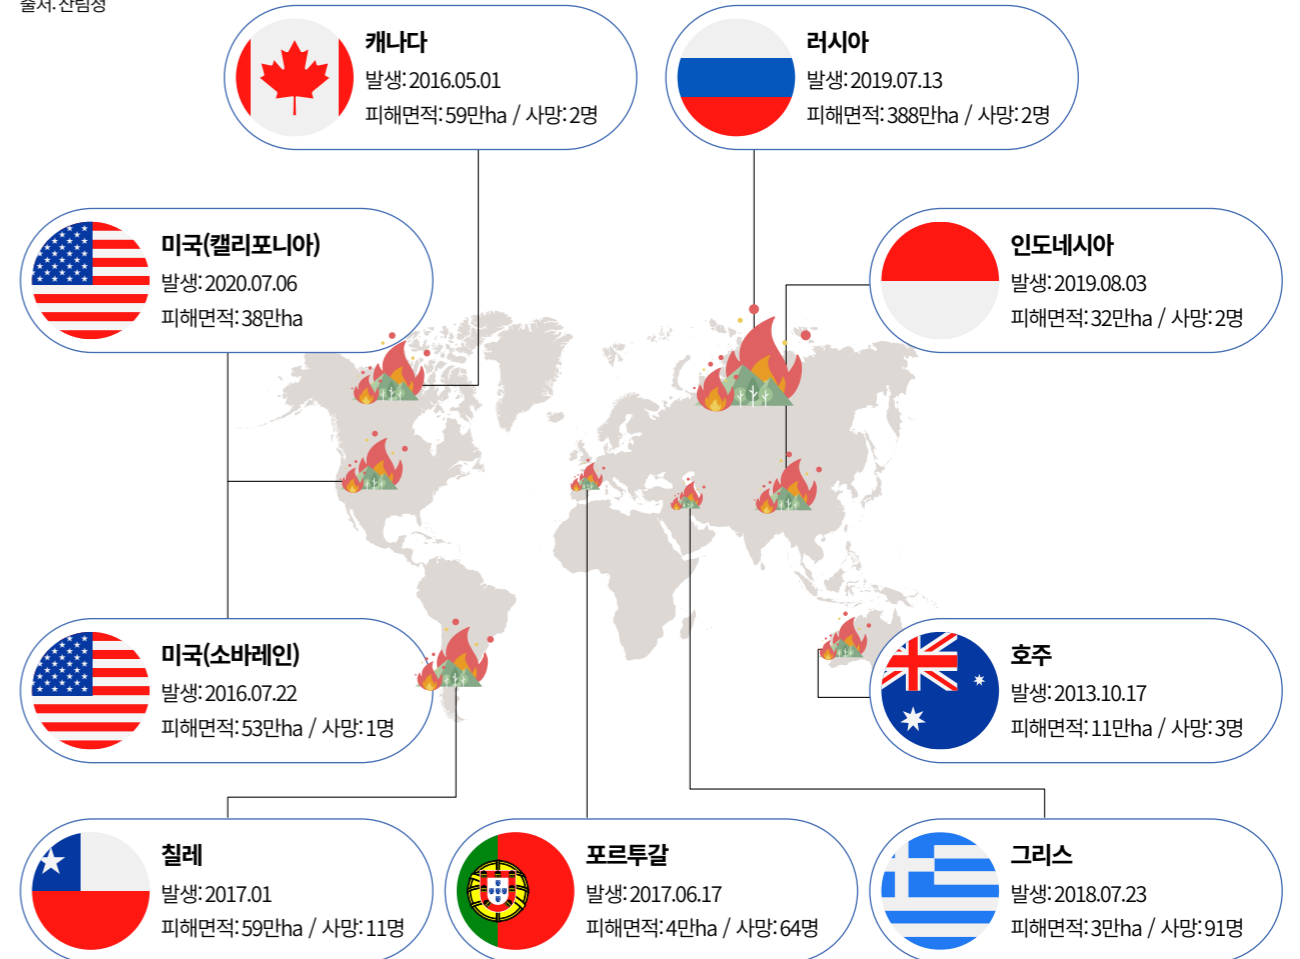 출처: 산림청
캐나다
발생: 2016.05.01
피해면적: 59만ha / 사망: 2명
러시아
발생: 2019.07.13
피해면적: 388만ha / 사망: 2명
미국(캘리포니아)
발생: 2020.07.06
피해면적: 38만ha
인도네시아
발생: 2019.08.03
피해면적: 32만ha / 사망: 2명
미국(소바레인)
발생: 2016.07.22
피해면적: 53만ha / 사망: 1명
호주
발생: 2013.10.17
피해면적: 11만ha / 사망: 3명
칠레
발생: 2017.01
피해면적: 59만ha / 사망: 11명
포르투갈
발생: 2017.06.17
피해면적: 4만ha / 사망: 64명
그리스
발생: 2018.07.23
피해면적: 3만ha / 사망: 91명